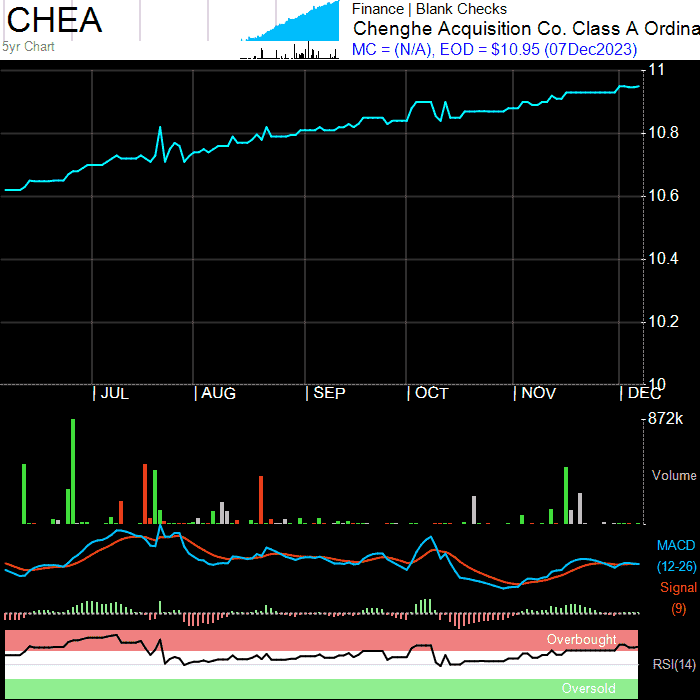 CHEA
5yr Chart
Finance | Blank Checks
Chenghe Acquisition Co. Class A Ordina
MC = (N/A), EOD = $10.95 (07Dec2023)
11
10.8
10.6
10.4
10.2
10
| JUL | AUG | SEP | OCT | NOV | DEC
872k
Volume
MACD
(12-26)
Signal
(9)
Overbought
RSI(14)
Oversold